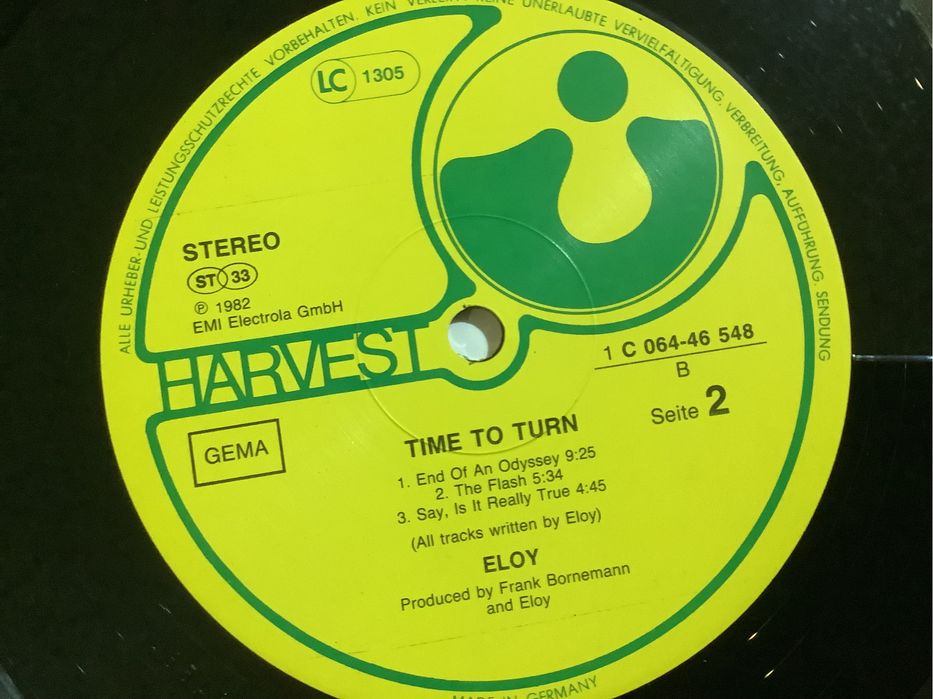 ALLE URHEBER- UND LEISTUNGSSCHUTZRECHTE VORBEHALTEN. KEIN VERLEIH! KEINE UNERLAUBTE VERVIELFÄLTIGUNG, VERBREITUNG, AUFFÜHRUNG, SENDUNG
LC 1305
STEREO
ST 33
℗ 1982
EMI Electrola GmbH
HARVEST
1 C 064-46 548
B
Seite 2
GEMA
TIME TO TURN
1. End Of An Odyssey 9:25
2. The Flash 5:34
3. Say, Is It Really True 4:45
(All tracks written by Eloy)
ELOY
Produced by Frank Bornemann
and Eloy
MADE IN GERMANY